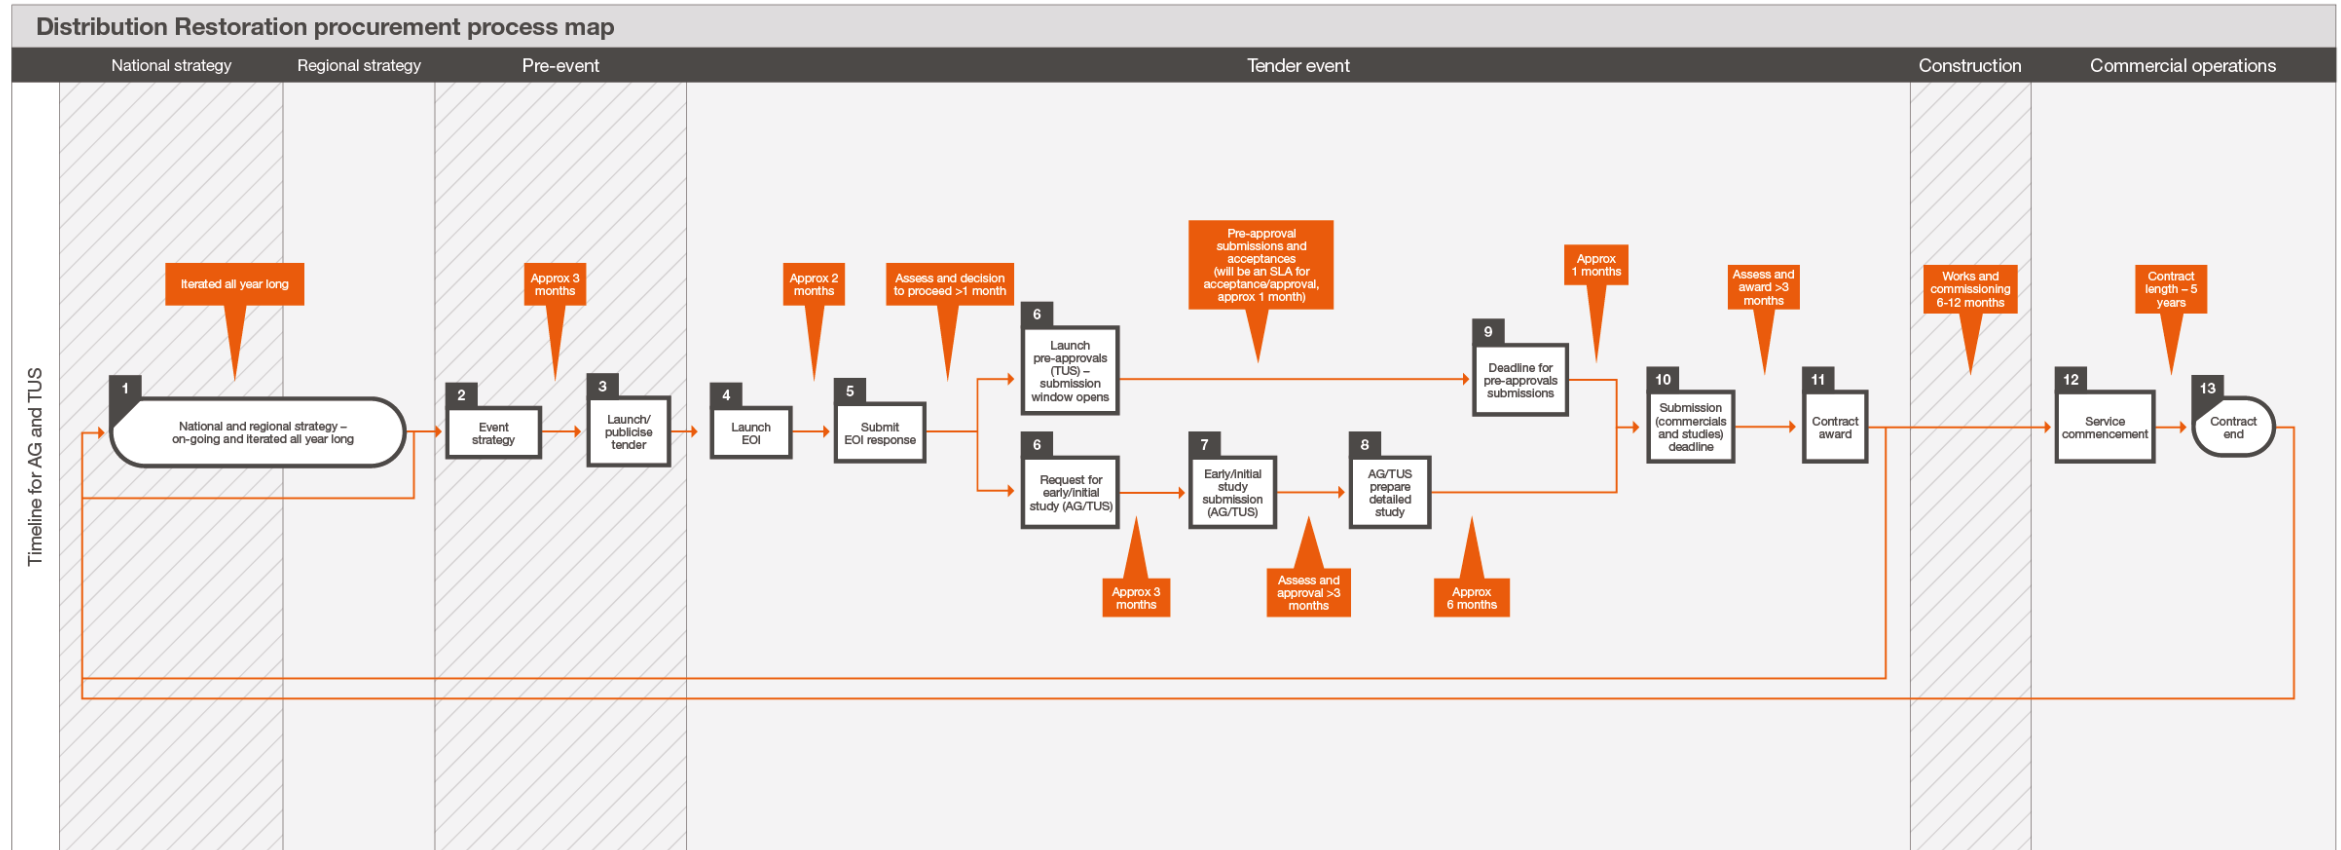 Distribution Restoration procurement process map
National strategy
Regional strategy
Pre-event
Tender event
Construction
Commercial operations
Timeline for AG and TUS
Iterated all year long
1
National and regional strategy –
on-going and iterated all year long
Approx 3
months
2
Event
strategy
3
Launch/
publicise
tender
Approx 2
months
4
Launch
EOI
5
Submit
EOI response
Assess and decision
to proceed >1 month
6
Launch
pre-approvals
(TUS) –
submission
window opens
Pre-approval
submissions and
acceptances
(will be an SLA for
acceptance/approval,
approx 1 month)
9
Deadline for
pre-approvals
submissions
Approx
1 months
6
Request for
early/initial
study (AG/TUS)
Approx 3
months
7
Early/initial
study
submission
(AG/TUS)
Assess and
approval >3
months
8
AG/TUS
prepare
detailed
study
Approx
6 months
10
Submission
(commercials
and studies)
deadline
Assess and
award >3
months
11
Contract
award
Works and
commissioning
6-12 months
12
Service
commencement
Contract
length – 5
years
13
Contract
end